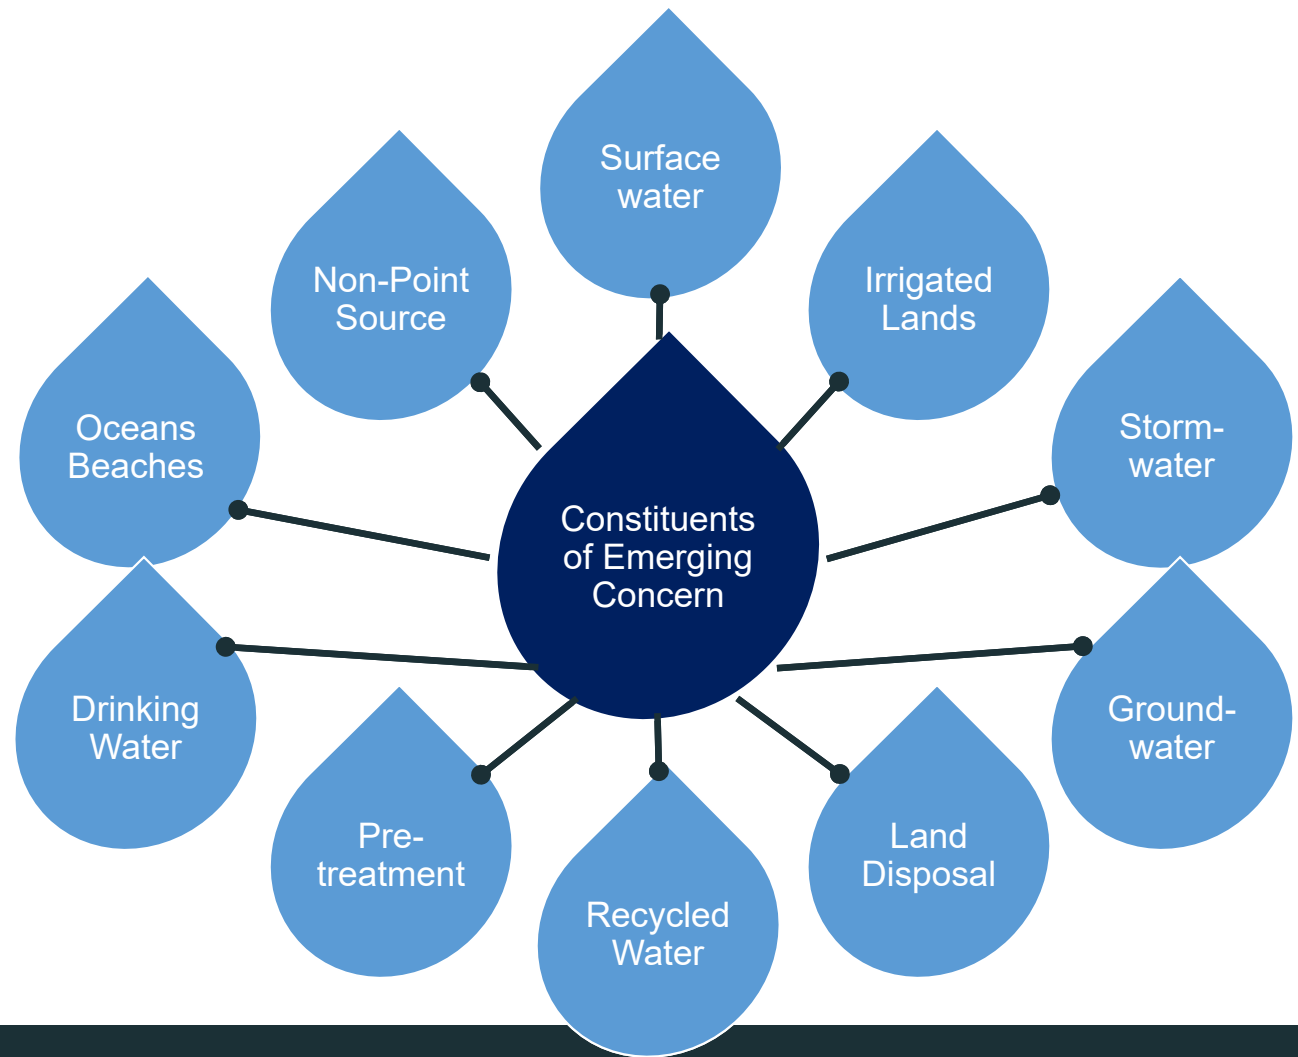 Surface
water
Non-Point
Source
Irrigated
Lands
Oceans
Beaches
Storm-
water
Constituents
of Emerging
Concern
Drinking
Water
Ground-
water
Pre-
treatment
Land
Disposal
Recycled
Water